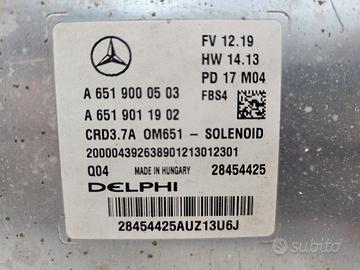 FV 12.19
HW 14.13
PD 17 M04
FBS4
A 651 900 05 03
A 651 901 19 02
CRD3.7A OM651 - SOLENOID
200004392638901213012301
Q04 MADE IN HUNGARY 28454425
DELPHI
28454425AUZ13U6J
subito